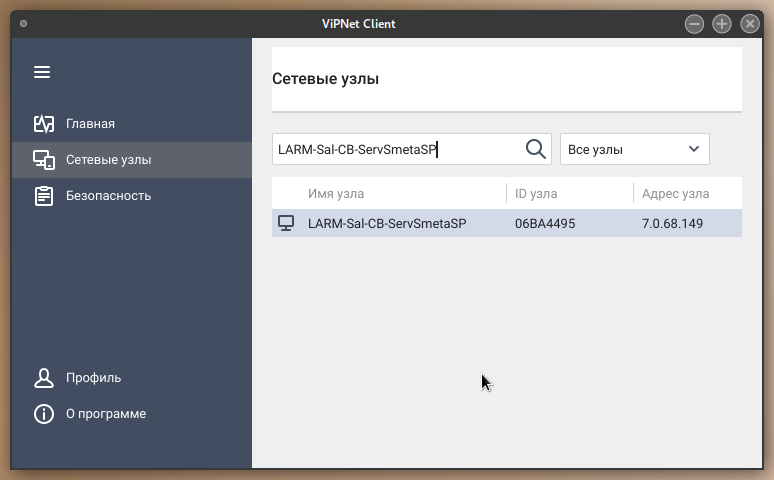 ViPNet Client
Главная
Сетевые узлы
Безопасность
Профиль
О программе
Сетевые узлы
LARM-Sal-CB-ServSmetaSP
Все узлы
Имя узла ID узла Адрес узла
LARM-Sal-CB-ServSmetaSP 06BA4495 7.0.68.149